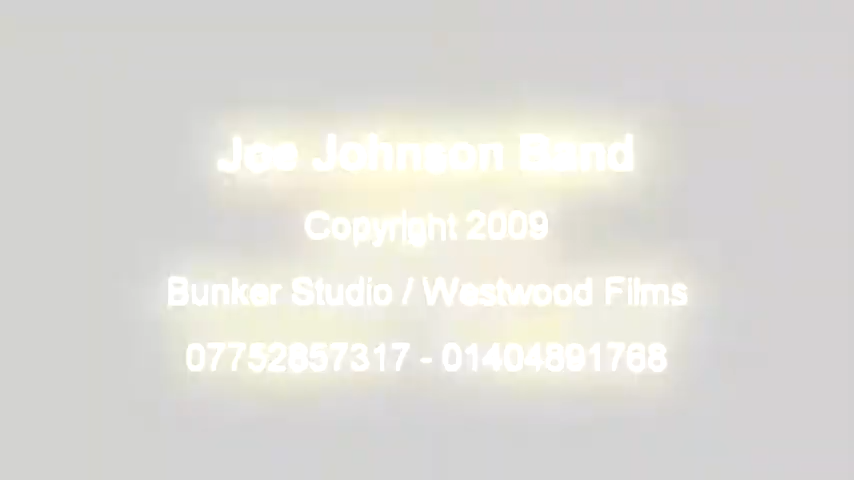 Joe Johnson Band
Copyright 2009
Bunker Studio / Westwood Films
07752857317 - 01404891768